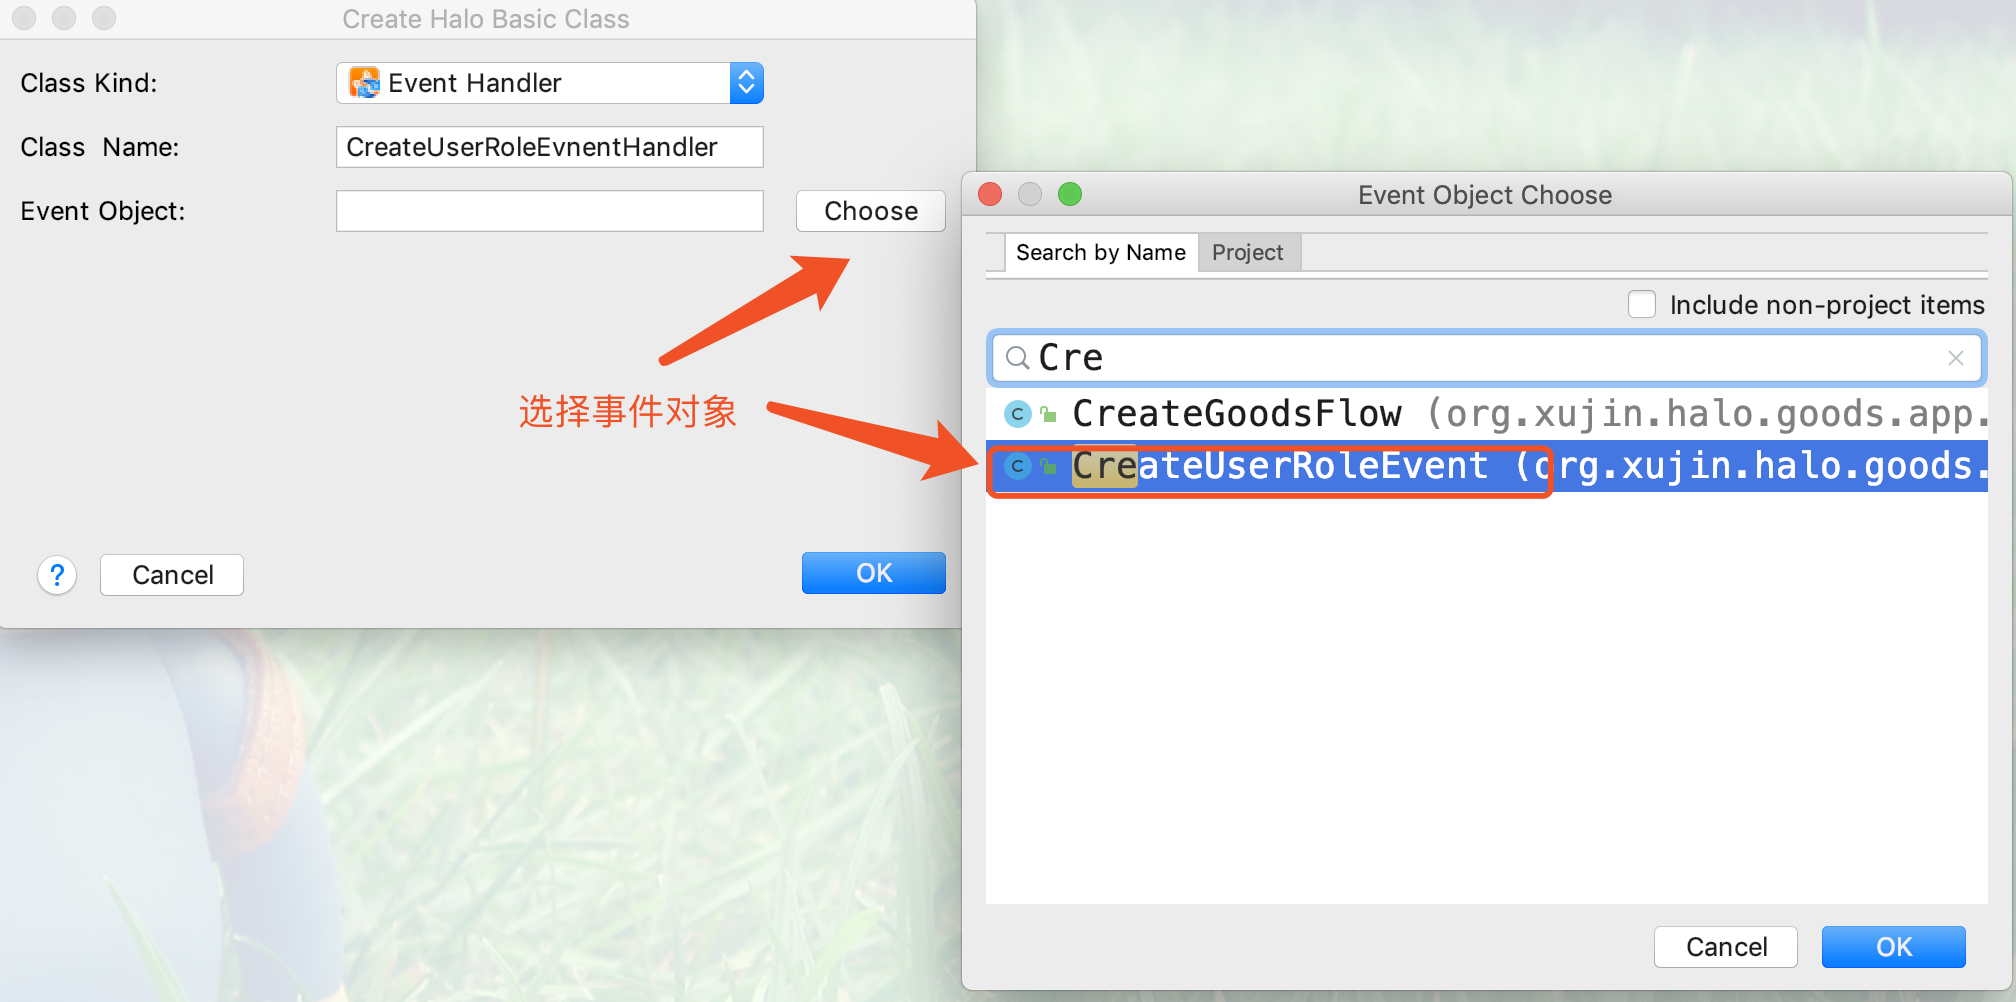 Create Halo Basic Class
Class Kind:
Event Handler
Class Name:
CreateUserRoleEvnentHandler
Event Object:
Choose
选择事件对象
?
Cancel
OK
Event Object Choose
Search by Name
Project
Include non-project items
Cre
CreateGoodsFlow (org.xujin.halo.goods.app.
CreateUserRoleEvent (org.xujin.halo.goods.
Cancel
OK